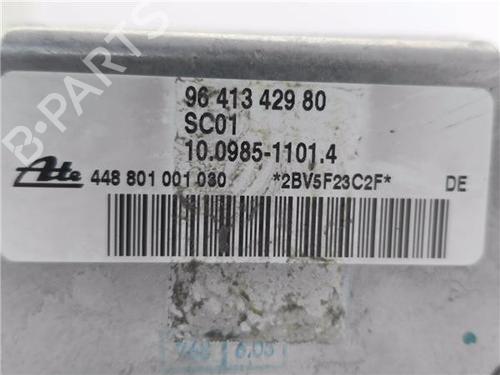 B-PARTS
96 413 429 80
SC01
10.0985-1101.4
Ate 448 801 001 030 *2BV5F23C2F* DE